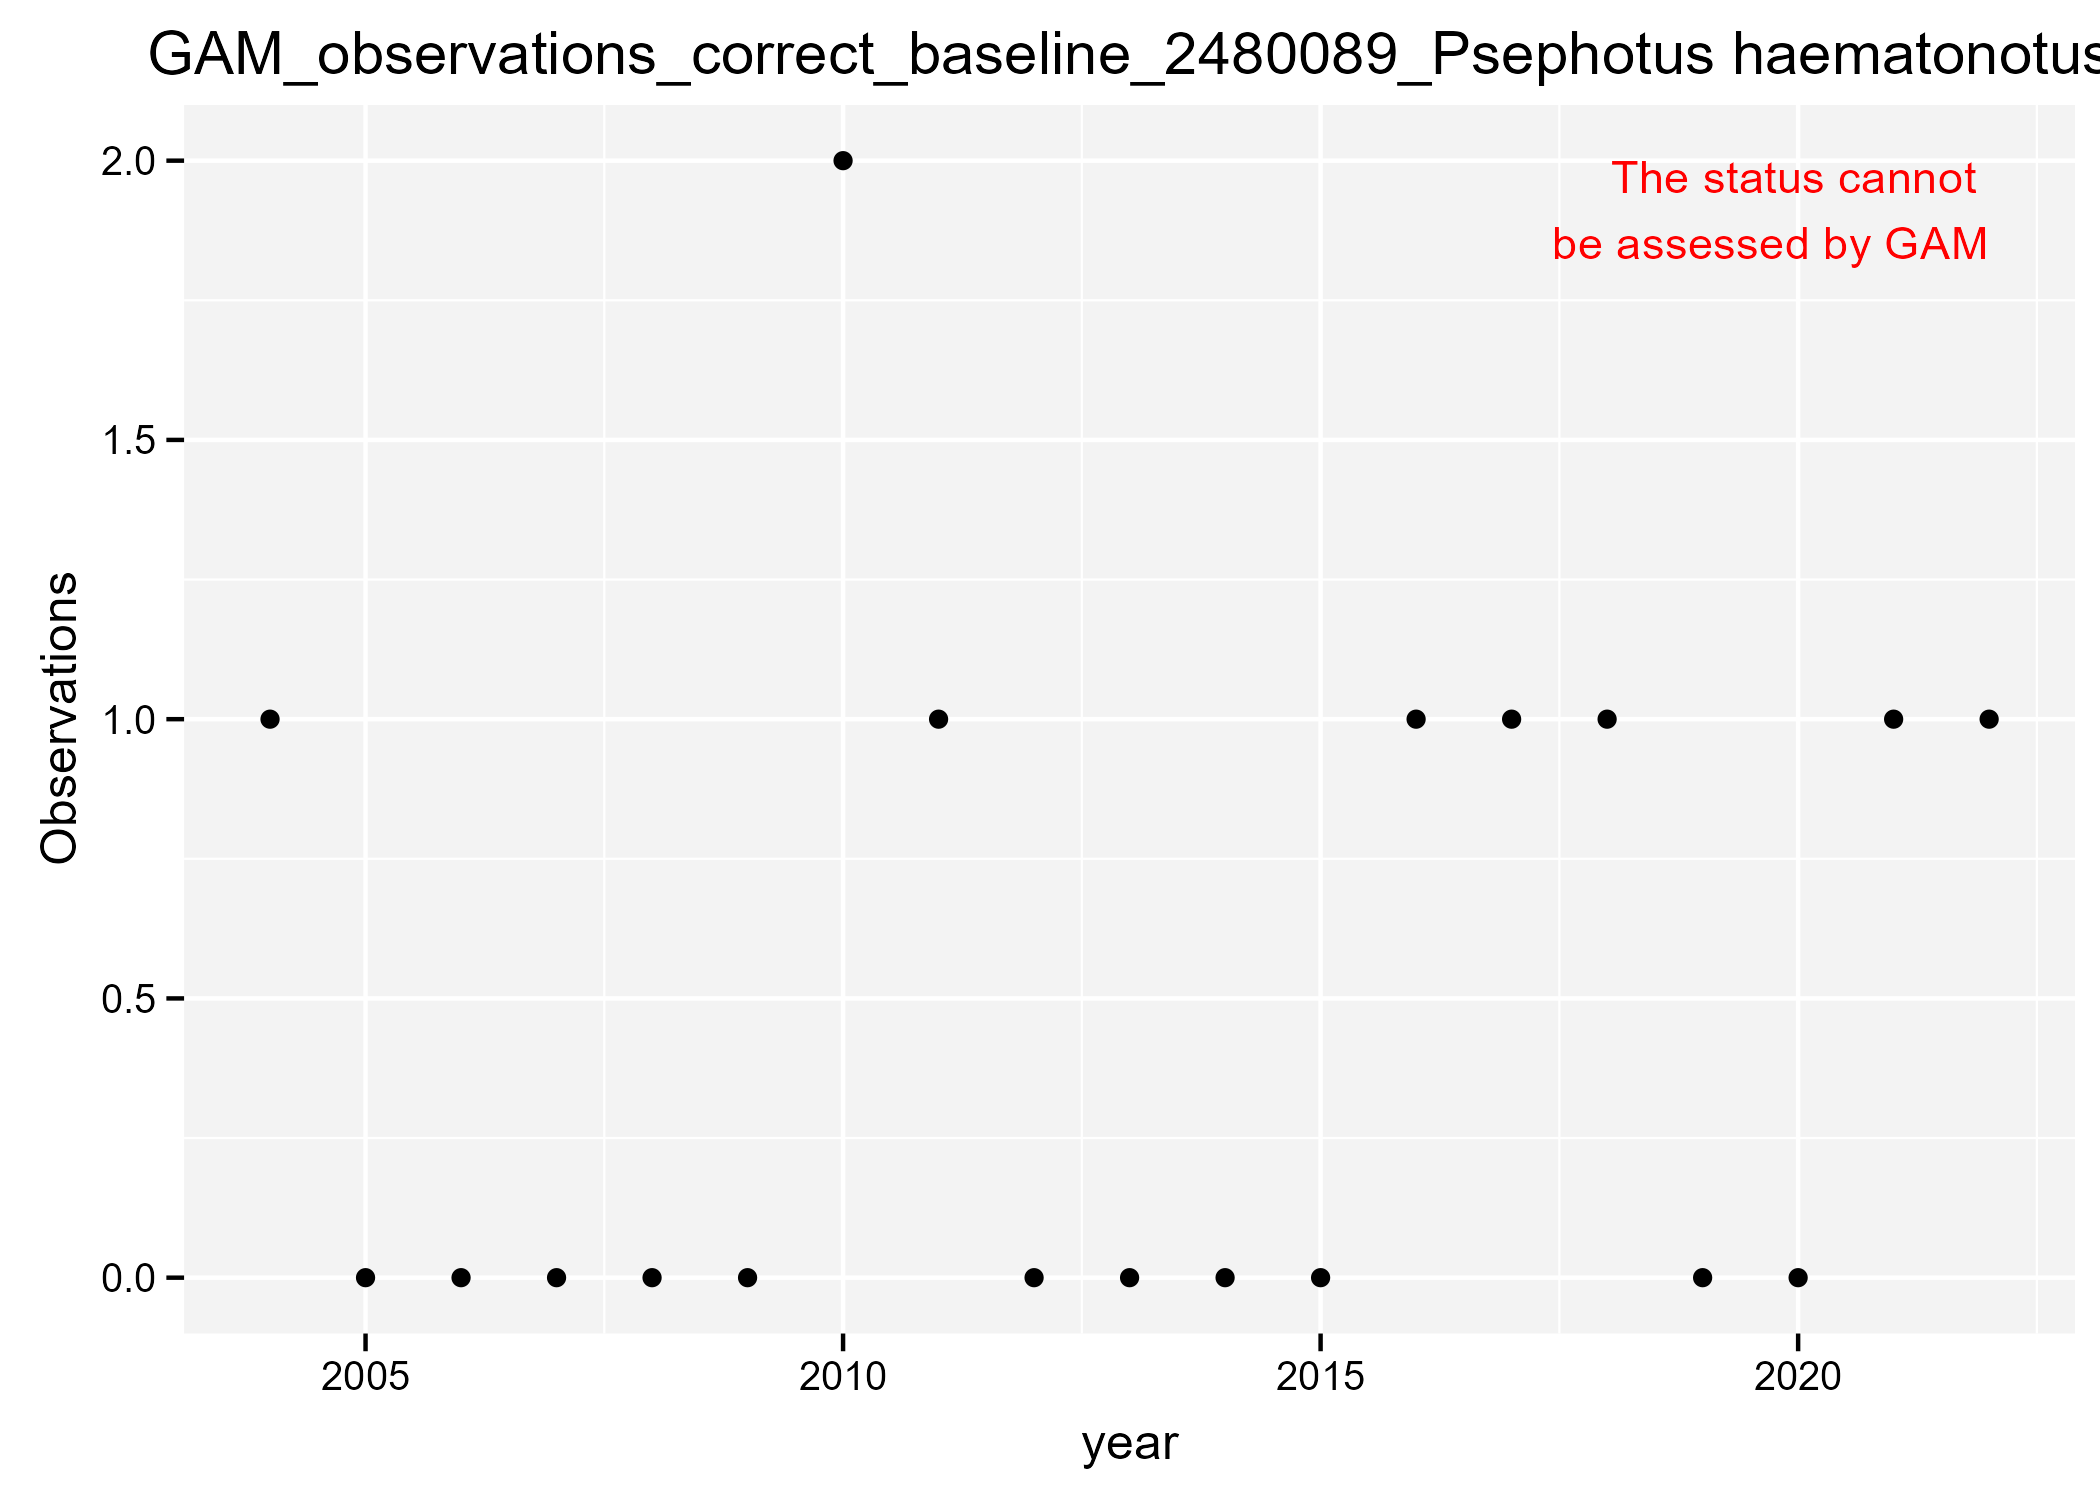 GAM_observations_correct_baseline_2480089_Psephotus haematonotus
2.0
The status cannot
be assessed by GAM
1.5
Observations
1.0
0.5
0.0
2005 2010 2015 2020
year